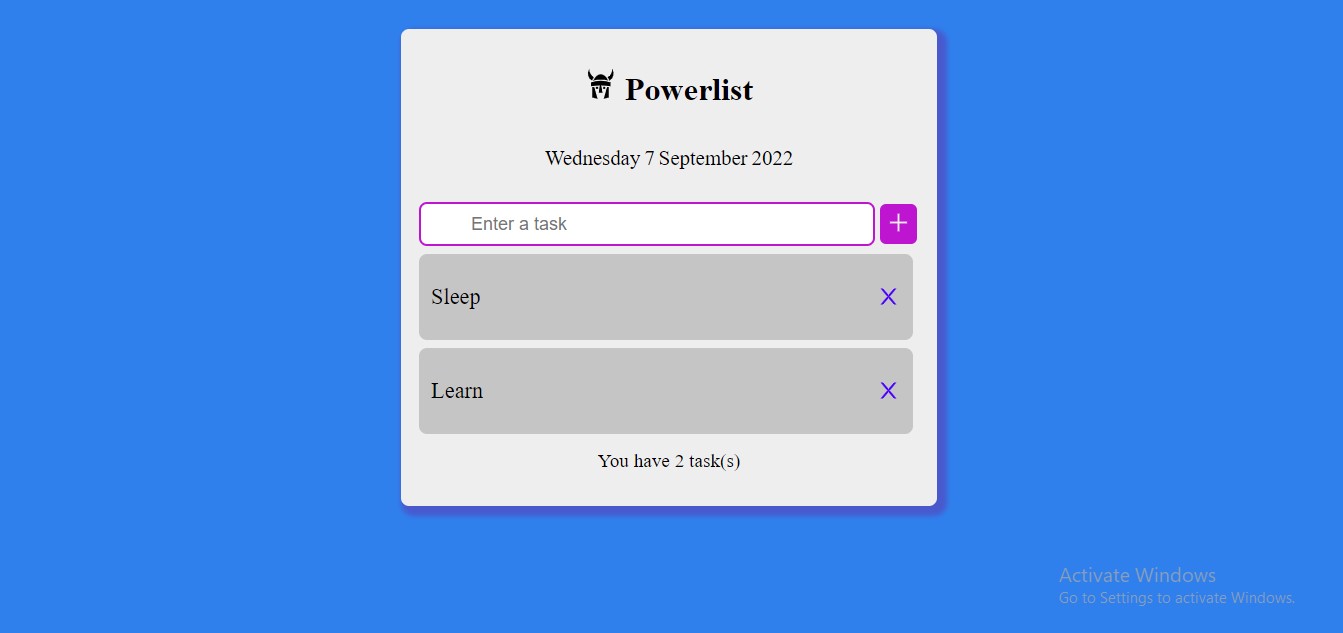 Powerlist
Wednesday 7 September 2022
Enter a task
+
Sleep X
Learn X
You have 2 task(s)
Activate Windows
Go to Settings to activate Windows.